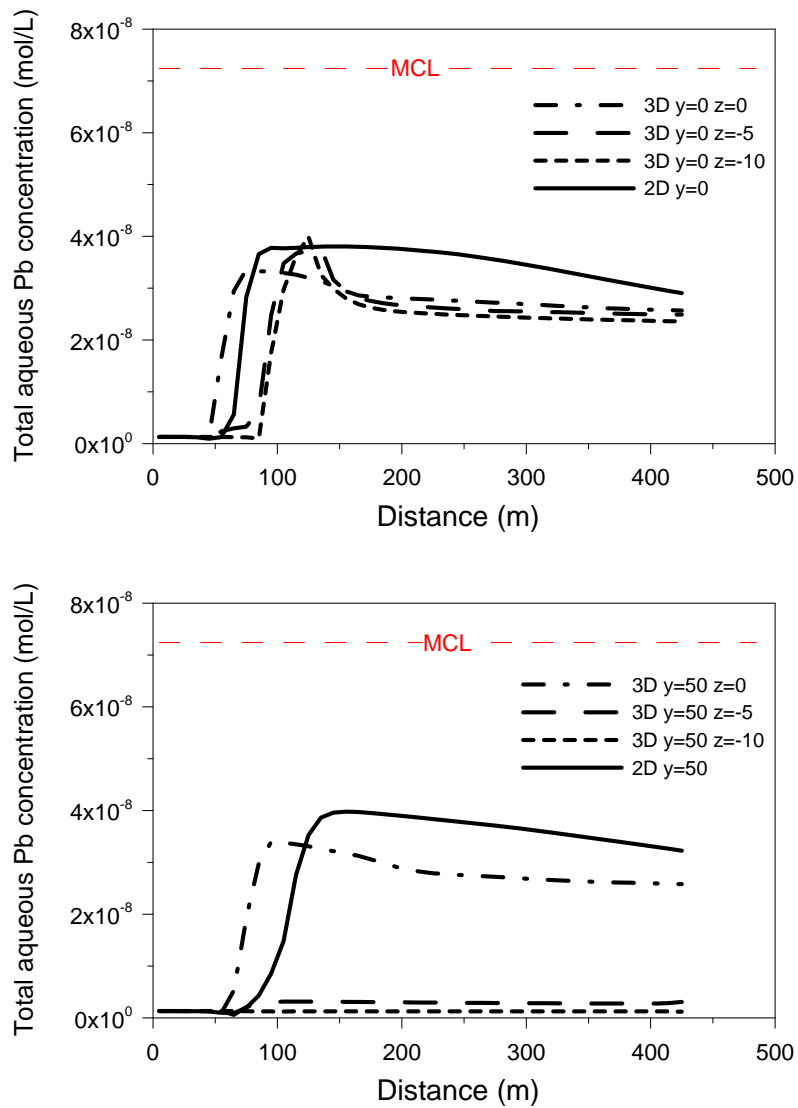 Total aqueous Pb concentration (mol/L)
8x10⁻⁸
6x10⁻⁸
4x10⁻⁸
2x10⁻⁸
0x10⁰
MCL
3D y=0 z=0
3D y=0 z=-5
3D y=0 z=-10
2D y=0
0 100 200 300 400 500
Distance (m)
Total aqueous Pb concentration (mol/L)
8x10⁻⁸
6x10⁻⁸
4x10⁻⁸
2x10⁻⁸
0x10⁰
MCL
3D y=50 z=0
3D y=50 z=-5
3D y=50 z=-10
2D y=50
0 100 200 300 400 500
Distance (m)